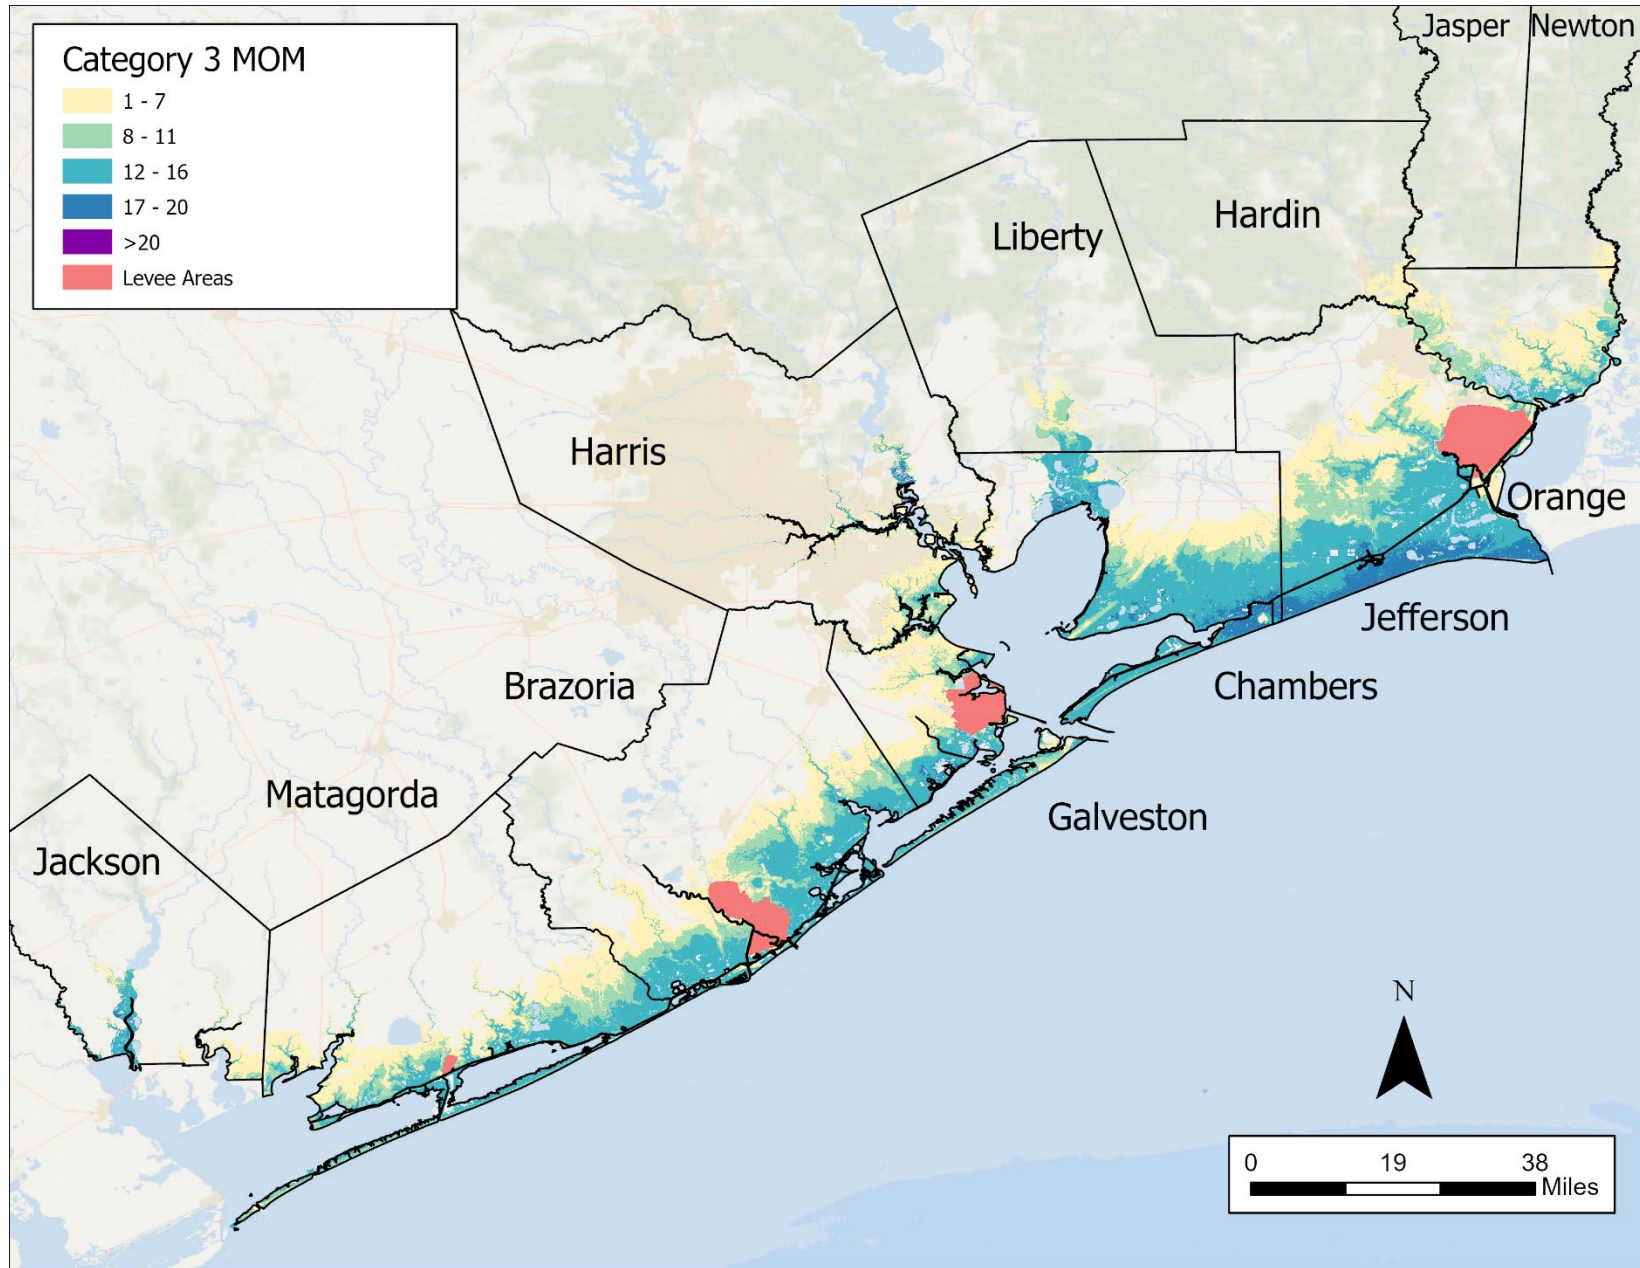 Jasper Newton
Category 3 MOM
1 - 7
8 - 11
12 - 16
17 - 20
>20
Levee Areas
Hardin
Liberty
Harris
Orange
Jefferson
Chambers
Brazoria
Matagorda
Galveston
Jackson
N
0 19 38
Miles